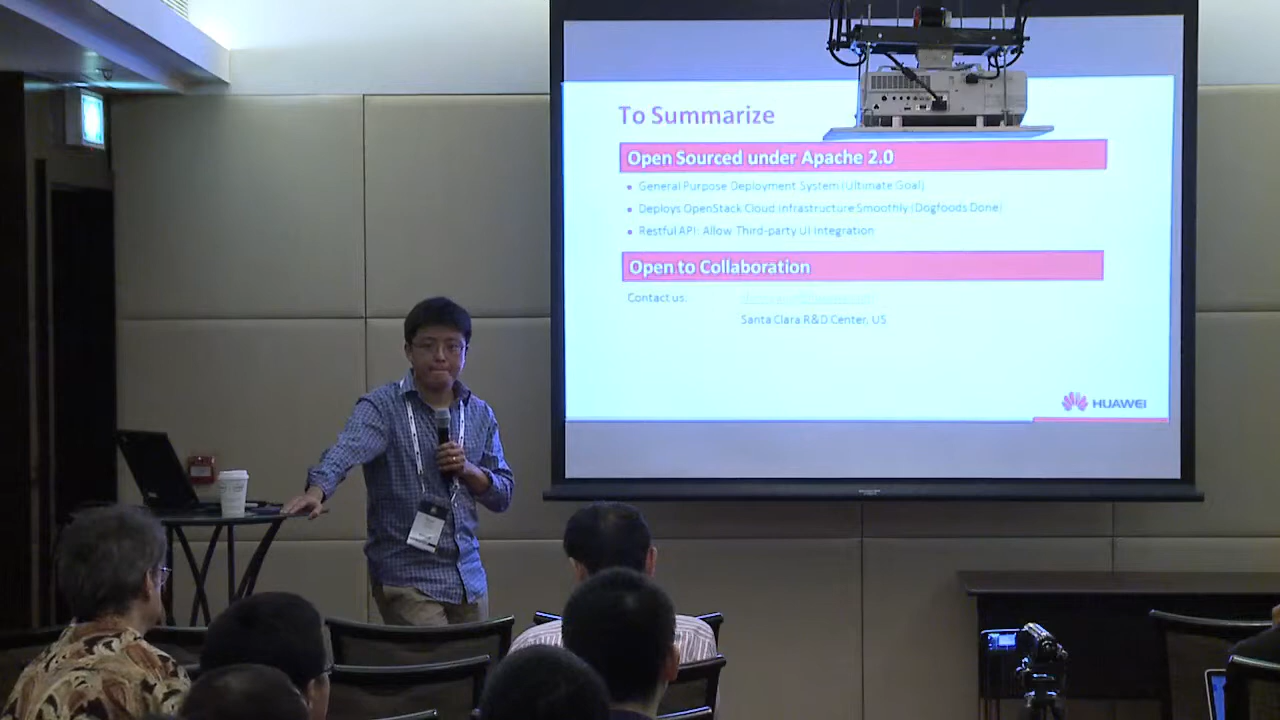 To Summarize
Open Sourced under Apache 2.0
General Purpose Deployment System (Ultimate Goal)
Deploys OpenStack Cloud Infrastructure Smoothly (Dogfoods Done)
Restful API: Allow Third-party UI Integration
Open to Collaboration
Contact us:
Santa Clara R&D Center, US
HUAWEI